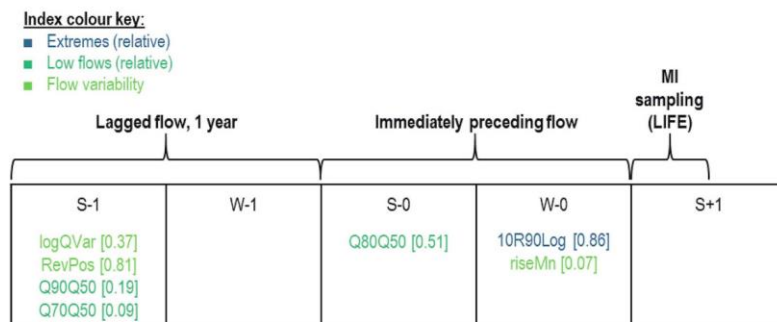 Index colour key:
Extremes (relative)
Low flows (relative)
Flow variability
MI
sampling
(LIFE)
Lagged flow, 1 year
Immediately preceding flow
S-1
W-1
S-0
W-0
S+1
logQVar [0.37]
RevPos [0.81]
Q90Q50 [0.19]
Q70Q50 [0.09]
Q80Q50 [0.51]
10R90Log [0.86]
riseMn [0.07]